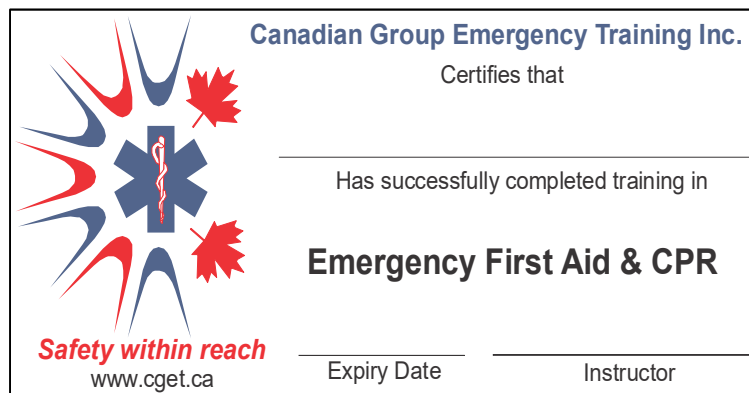 Canadian Group Emergency Training Inc.
Certifies that
Has successfully completed training in
Emergency First Aid & CPR
Safety within reach
www.cget.ca
Expiry Date
Instructor